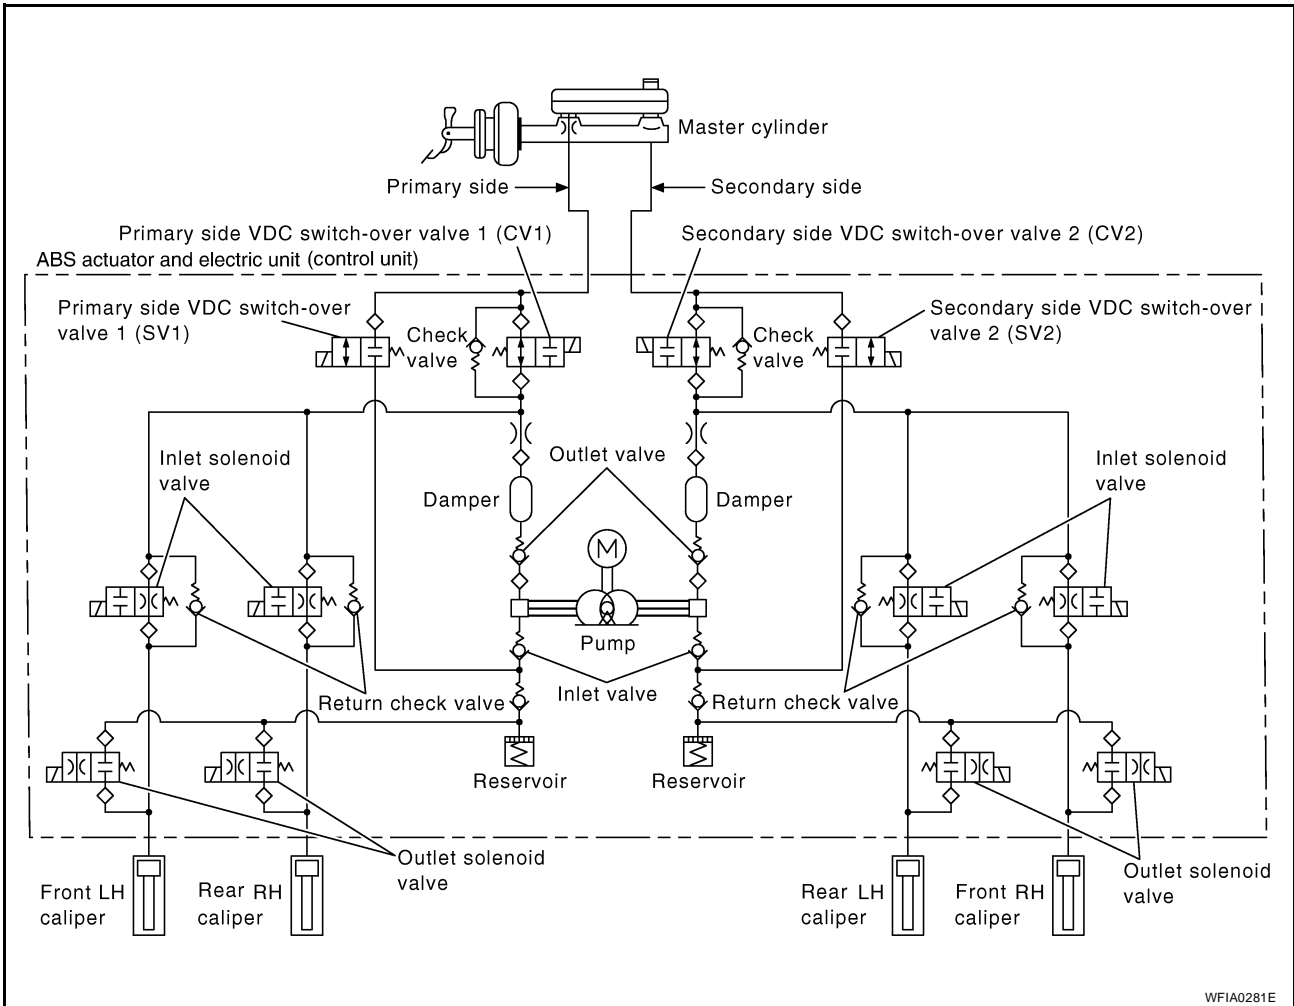 Master cylinder
Primary side
Secondary side
Primary side VDC switch-over valve 1 (CV1)
Secondary side VDC switch-over valve 2 (CV2)
ABS actuator and electric unit (control unit)
Primary side VDC switch-over
valve 1 (SV1)
Check
valve
Check
valve
Secondary side VDC switch-over
valve 2 (SV2)
Inlet solenoid
valve
Outlet valve
Inlet solenoid
valve
Damper
Damper
M
Pump
Return check valve
Inlet valve
Return check valve
Reservoir
Reservoir
Outlet solenoid
valve
Outlet solenoid
valve
Front LH
caliper
Rear RH
caliper
Rear LH
caliper
Front RH
caliper
WFIA0281E